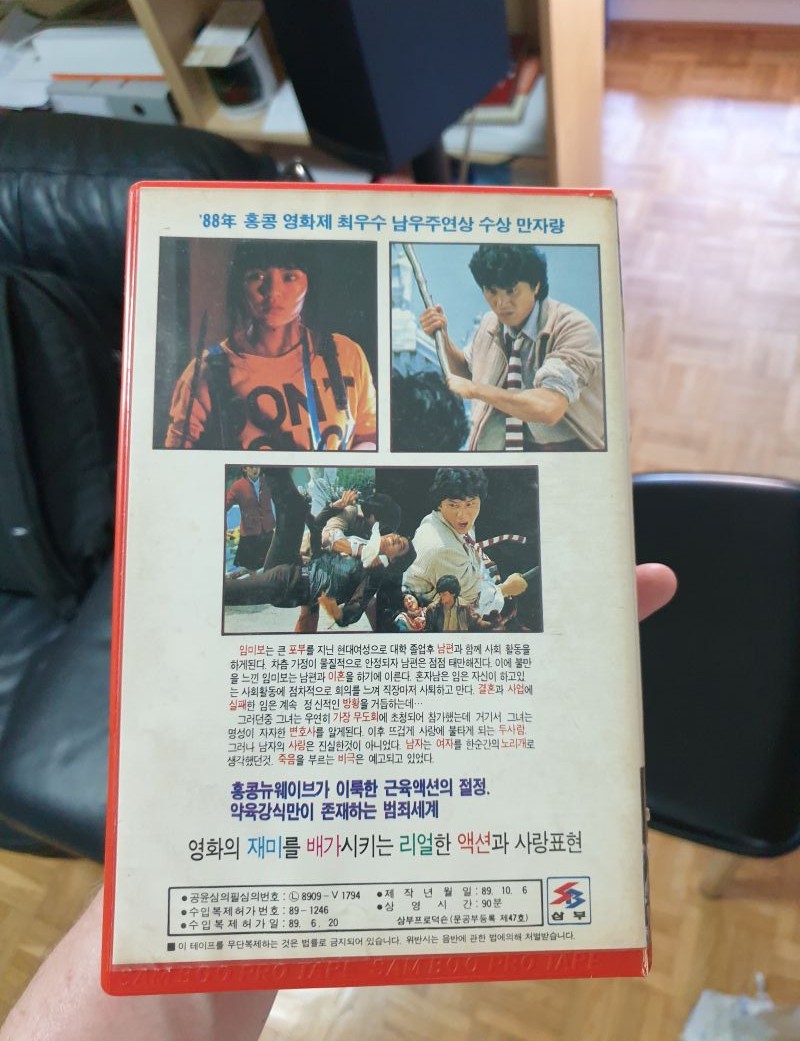 '88年 홍콩 영화제 최우수 남우주연상 수상 만자량
DON'T
임미보는 큰 포부를 지닌 현대여성으로 대학 졸업후 남편과 함께 사회 활동을
하게된다. 차츰 가정이 물질적으로 안정되자 남편은 점점 태만해진다. 이에 불만
을 느낀 임미보는 남편과 이혼을 하기에 이른다. 혼자남은 임은 자신이 하고있
는 사회활동에 점차적으로 회의를 느껴 직장마저 사퇴하고 만다. 결혼과 사업에
실패한 임은 계속 정신적인 방황을 거듭하는데…
그러던중 그녀는 우연히 가장 무도회에 초청되어 참가했는데 거기서 그녀는
명성이 자자한 변호사를 알게된다. 이후 뜨겁게 사랑에 불타게 되는 두사람.
그러나 남자의 사랑은 진실한것이 아니었다. 남자는 여자를 한순간의 노리개로
생각했던것. 죽음을 부르는 비극은 예고되고 있었다.
홍콩뉴웨이브가 이룩한 근육액션의 절정.
약육강식만이 존재하는 범죄세계
영화의 재미를 배가시키는 리얼한 액션과 사랑표현
●공윤심의필심의번호: Ⓛ 8909-V 1794
●수입복제허가번호: 89-1246
●수입복제허가일: 89. 6. 20
●제작년월일: 89. 10. 6
●상영시간: 90분
삼부프로덕숀(문공부등록 제47호)
삼부
■이 테이프를 무단복제하는 것은 법률로 금지되어 있습니다. 위반시는 음반에 관한 법에의해 처벌받습니다.
SAMBOO PRO TAPE SAMBOO PRO TAPE